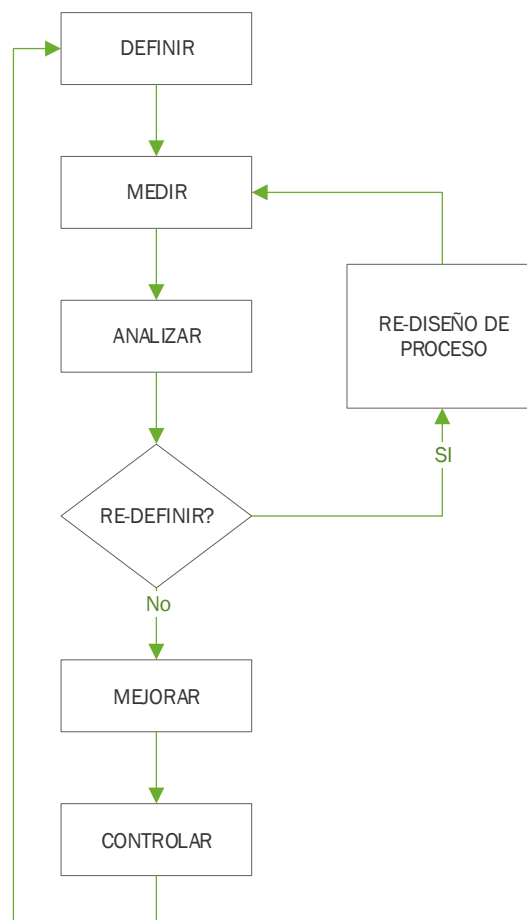 DEFINIR
MEDIR
ANALIZAR
RE-DISEÑO DE
PROCESO
SI
RE-DEFINIR?
No
MEJORAR
CONTROLAR